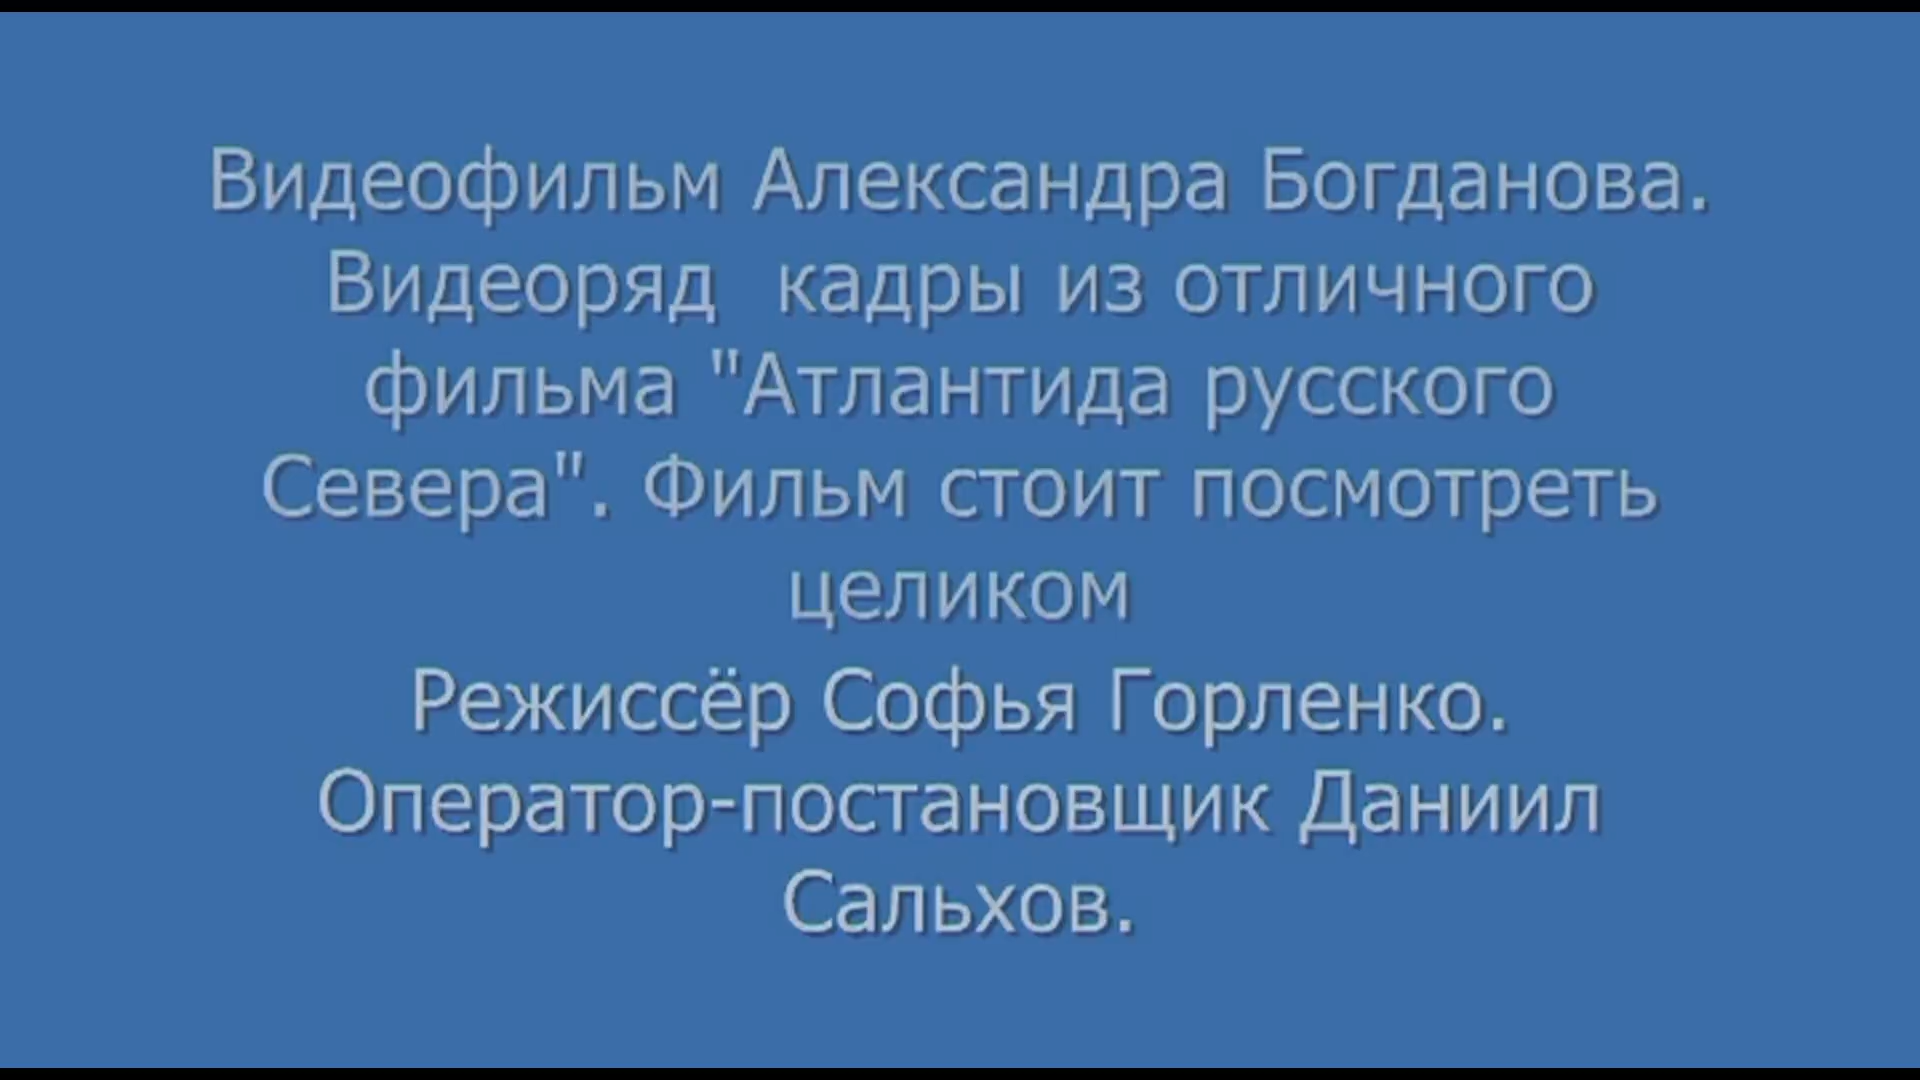 Видеофильм Александра Богданова.
Видеоряд  кадры из отличного
фильма "Атлантида русского
Севера". Фильм стоит посмотреть
целиком
Режиссёр Софья Горленко.
Оператор-постановщик Даниил
Сальхов.